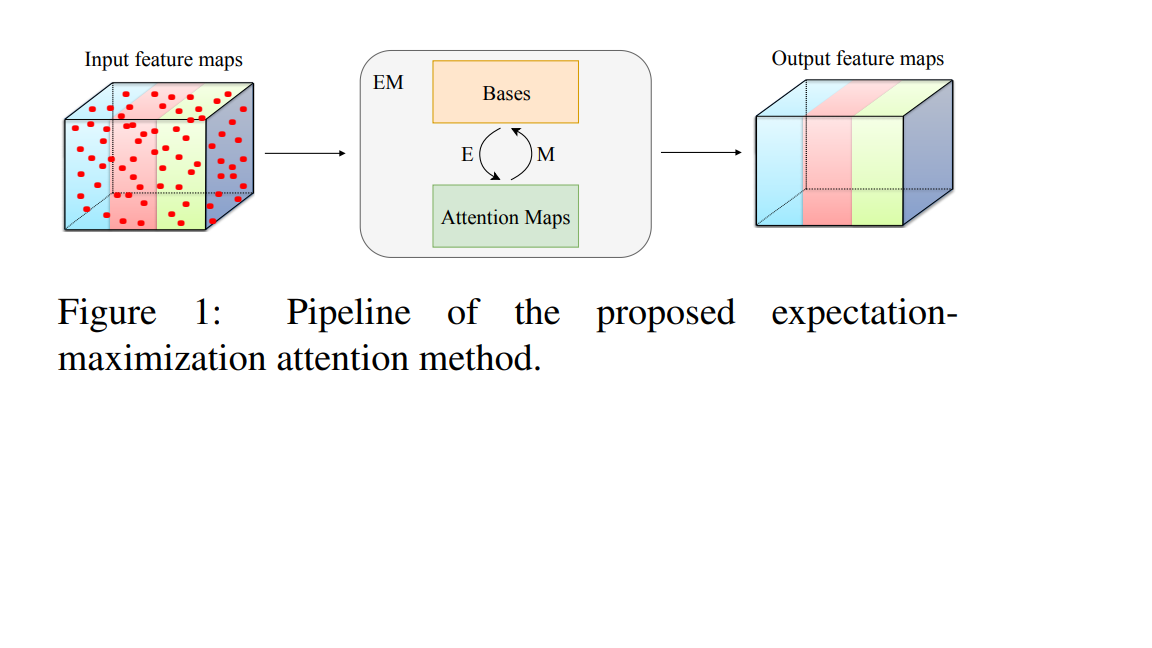 Input feature maps
EM
Bases
E
M
Attention Maps
Output feature maps
Figure 1: Pipeline of the proposed expectation-
maximization attention method.